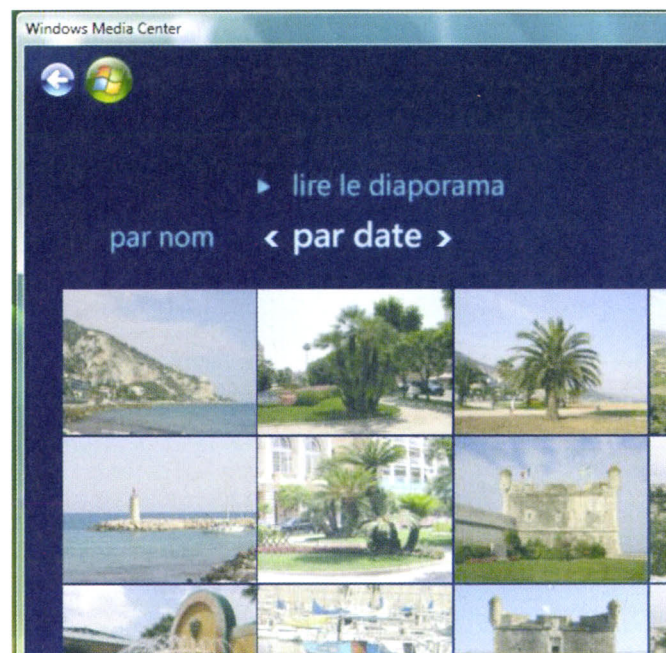 Windows Media Center
lire le diaporama
par nom < par date >